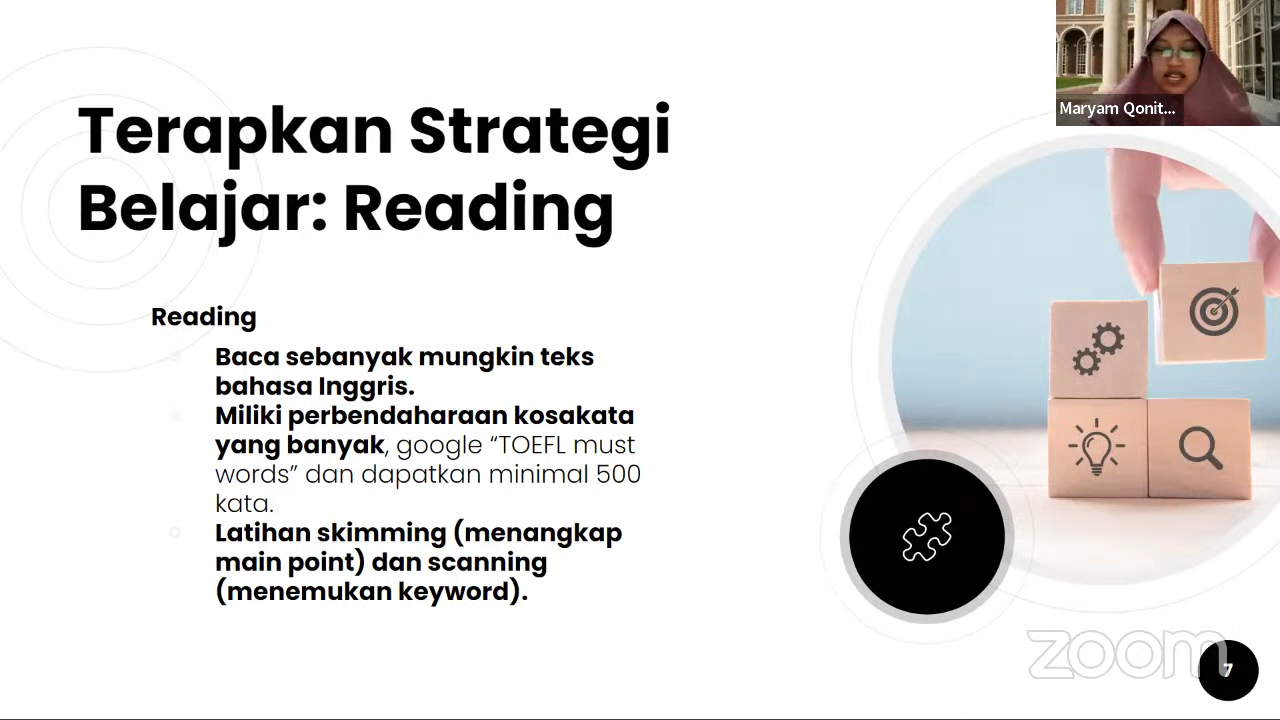 Maryam Qonit...
Terapkan Strategi
Belajar: Reading
Reading
Baca sebanyak mungkin teks
bahasa Inggris.
Miliki perbendaharaan kosakata
yang banyak, google “TOEFL must
words” dan dapatkan minimal 500
kata.
Latihan skimming (menangkap
main point) dan scanning
(menemukan keyword).
zoom
7